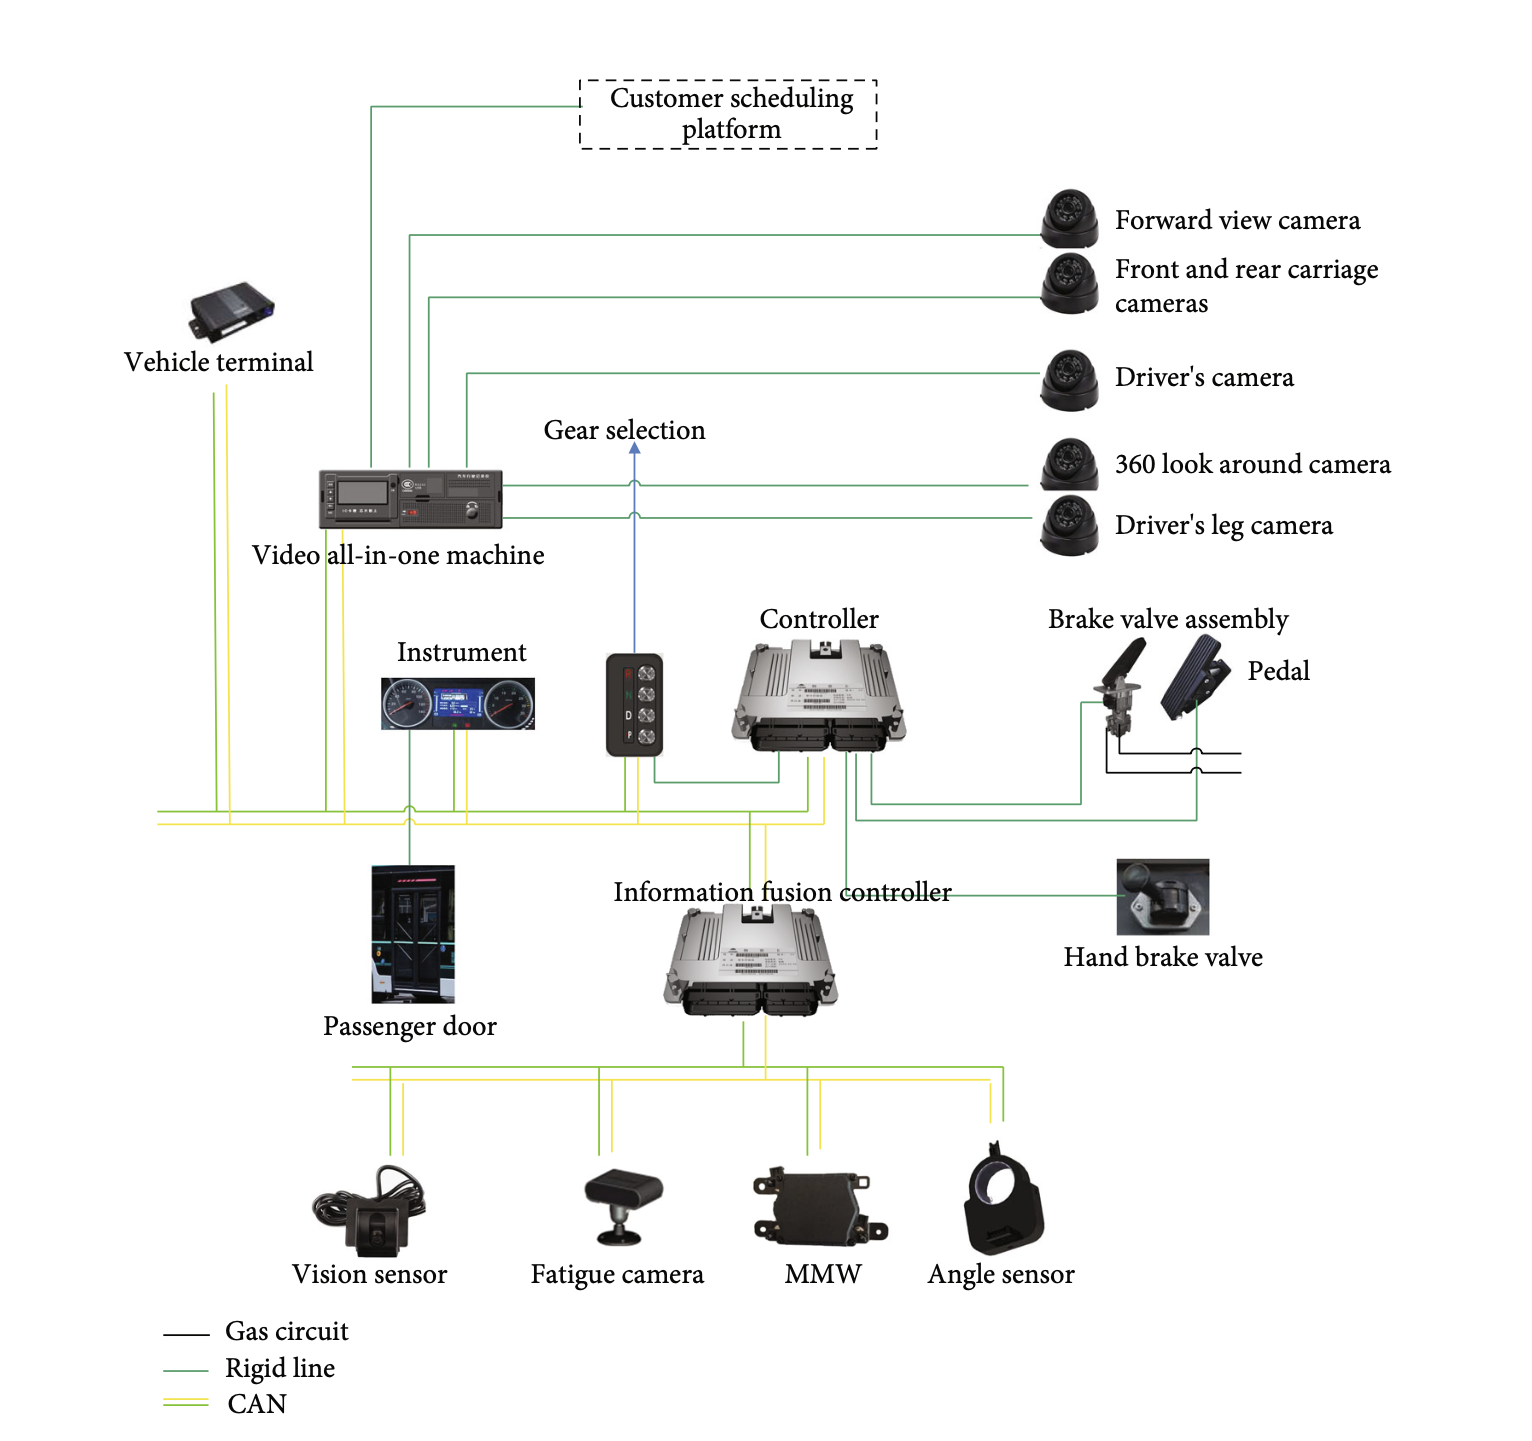 Customer scheduling
platform
Forward view camera
Front and rear carriage
cameras
Vehicle terminal
Driver's camera
Gear selection
360 look around camera
Driver's leg camera
Video all-in-one machine
Controller
Brake valve assembly
Instrument
Pedal
D
P
Information fusion controller
Hand brake valve
Passenger door
Vision sensor
Fatigue camera
MMW
Angle sensor
Gas circuit
Rigid line
CAN